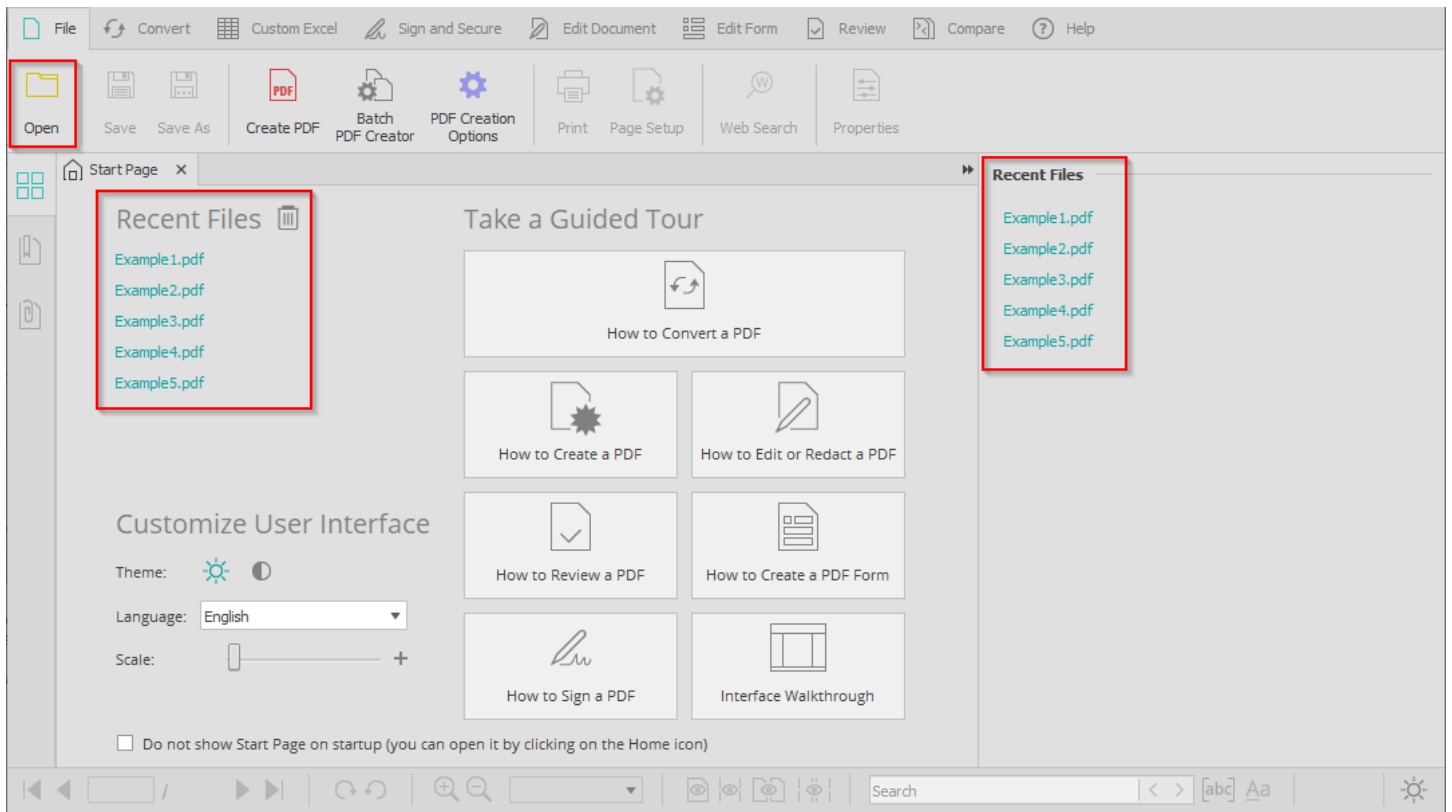 File Convert Custom Excel Sign and Secure Edit Document Edit Form Review Compare Help
Open Save Save As Create PDF Batch PDF Creator PDF Creation Options Print Page Setup Web Search Properties
Start Page
Recent Files
Example1.pdf
Example2.pdf
Example3.pdf
Example4.pdf
Example5.pdf
Customize User Interface
Theme:
Language: English
Scale:
Take a Guided Tour
How to Convert a PDF
How to Create a PDF
How to Edit or Redact a PDF
How to Review a PDF
How to Create a PDF Form
How to Sign a PDF
Interface Walkthrough
Do not show Start Page on startup (you can open it by clicking on the Home icon)
Recent Files
Example1.pdf
Example2.pdf
Example3.pdf
Example4.pdf
Example5.pdf
/ Search [abc] Aa